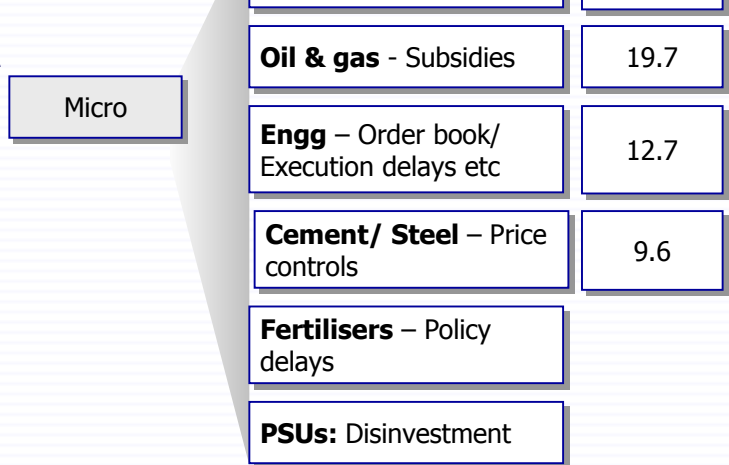 Micro
Oil & gas - Subsidies
19.7
Engg – Order book/
Execution delays etc
12.7
Cement/ Steel – Price
controls
9.6
Fertilisers – Policy
delays
PSUs: Disinvestment